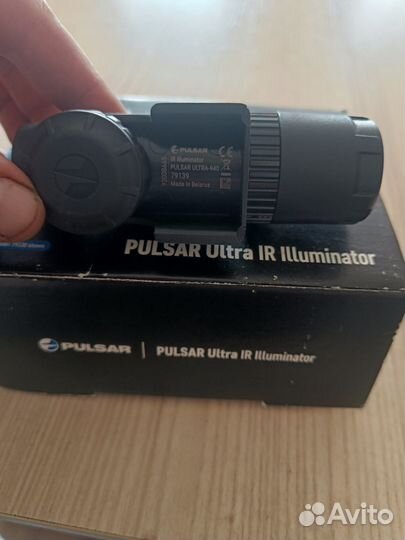 PULSAR CE
IR Illuminator
PULSAR ULTRA-940
79139
Made in Belarus
PULSAR Ultra IR Illuminator
PULSAR | PULSAR Ultra IR Illuminator
Avito